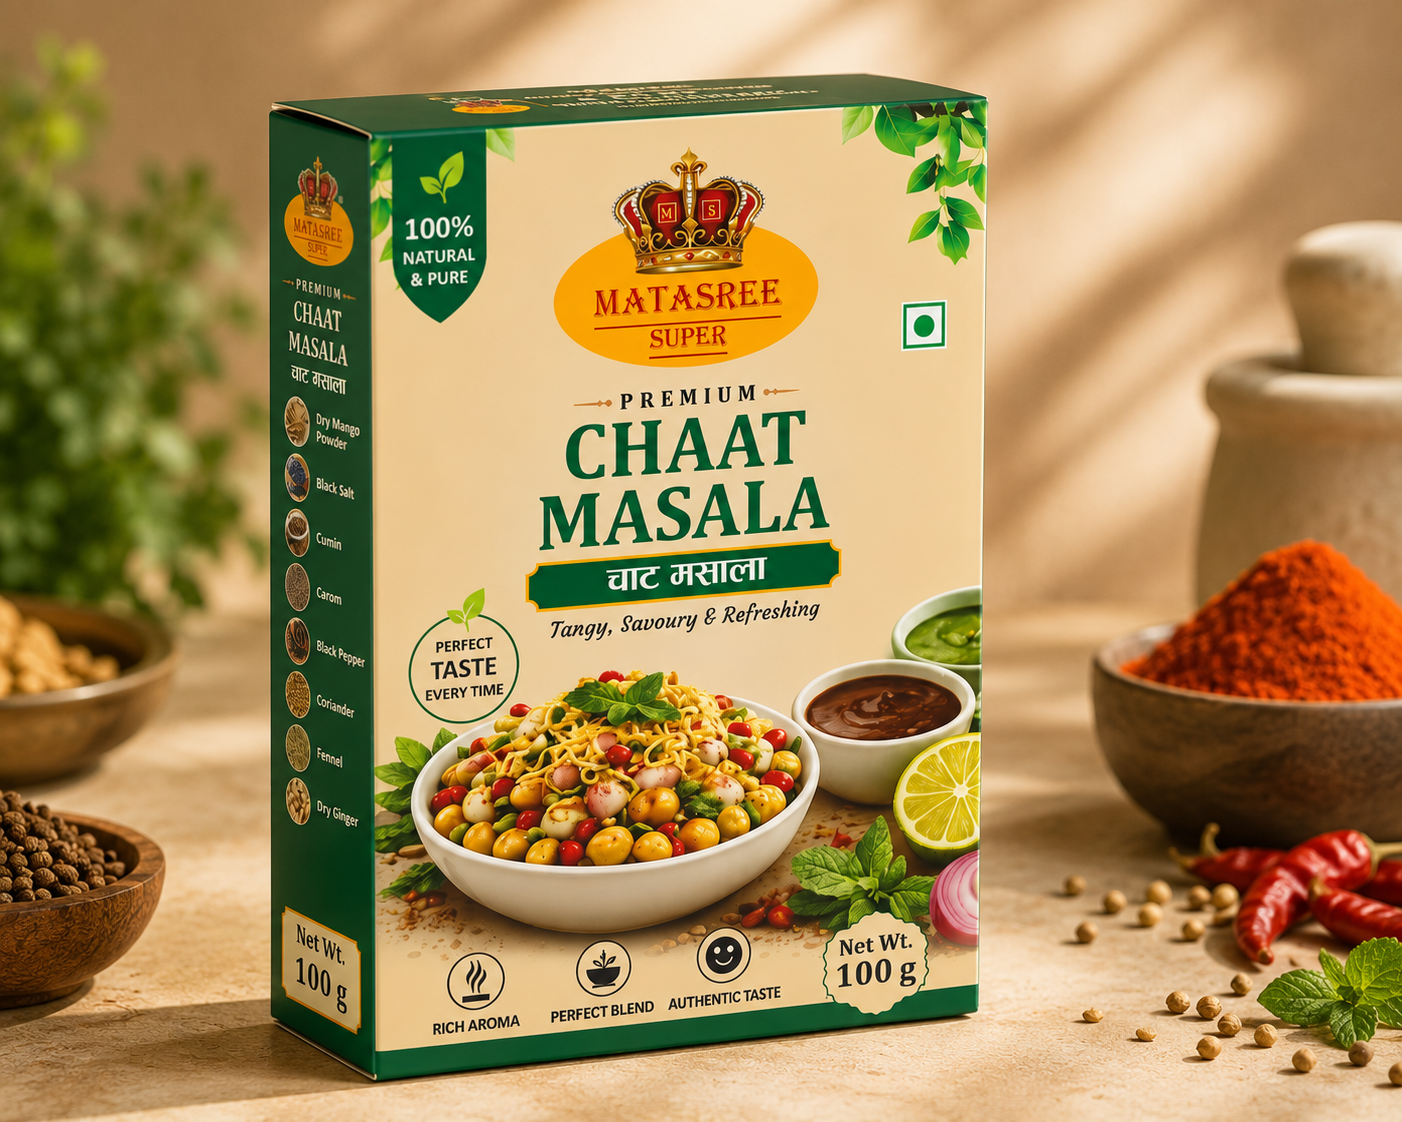 MATASREE
SUPER
PREMIUM
CHAAT
MASALA
चाट मसाला
Dry Mango
Powder
Black Salt
Cumin
Carom
Black Pepper
Coriander
Fennel
Dry Ginger
Net Wt.
100 g
100%
NATURAL
& PURE
M S
MATASREE
SUPER
PREMIUM
CHAAT
MASALA
चाट मसाला
Tangy, Savoury & Refreshing
PERFECT
TASTE
EVERY TIME
RICH AROMA
PERFECT BLEND
AUTHENTIC TASTE
Net Wt.
100 g